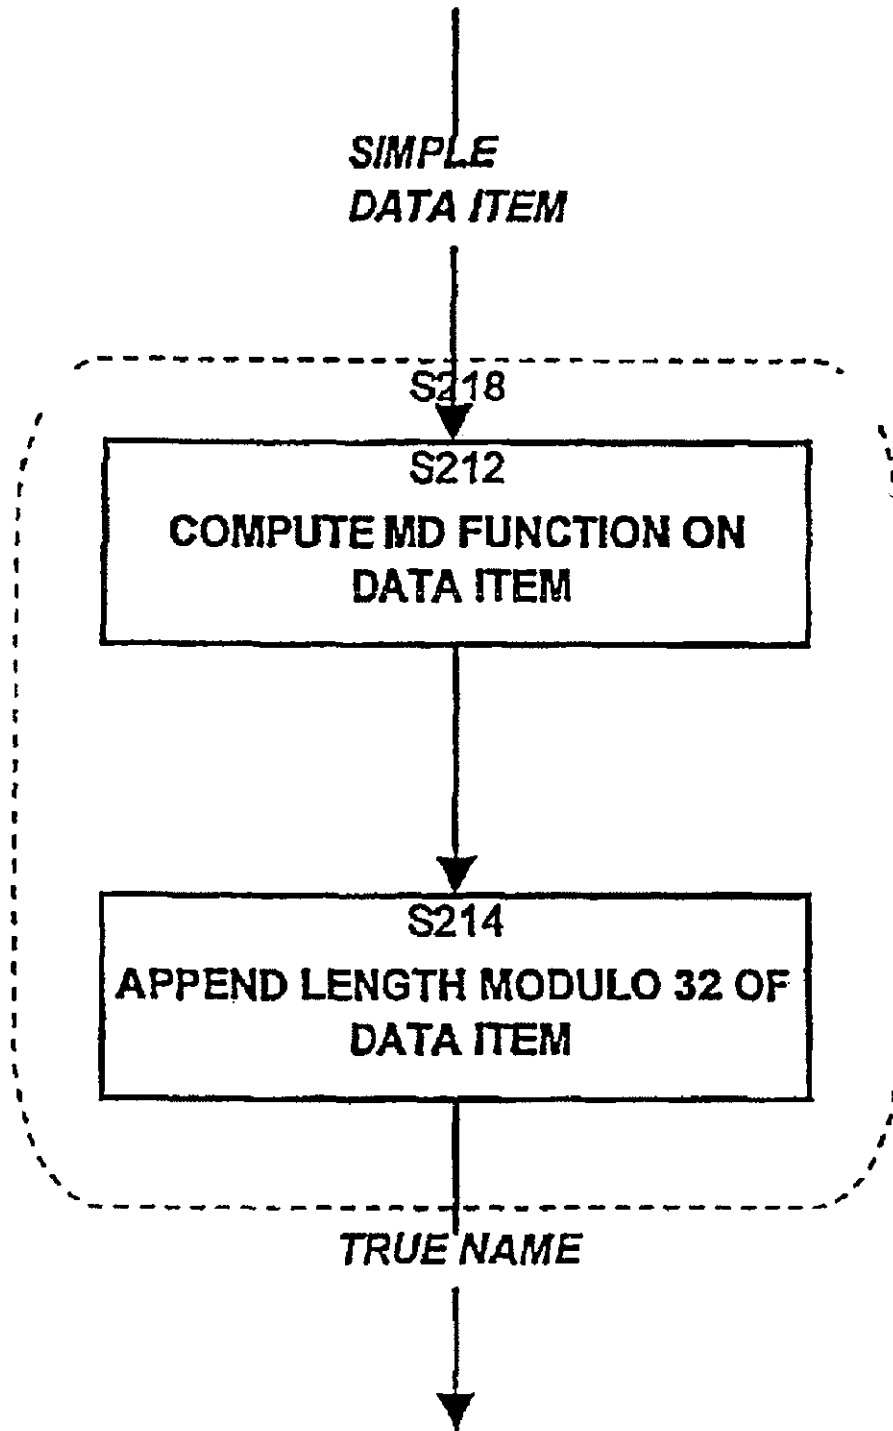 SIMPLE
DATA ITEM
S218
S212
COMPUTE MD FUNCTION ON
DATA ITEM
S214
APPEND LENGTH MODULO 32 OF
DATA ITEM
TRUE NAME